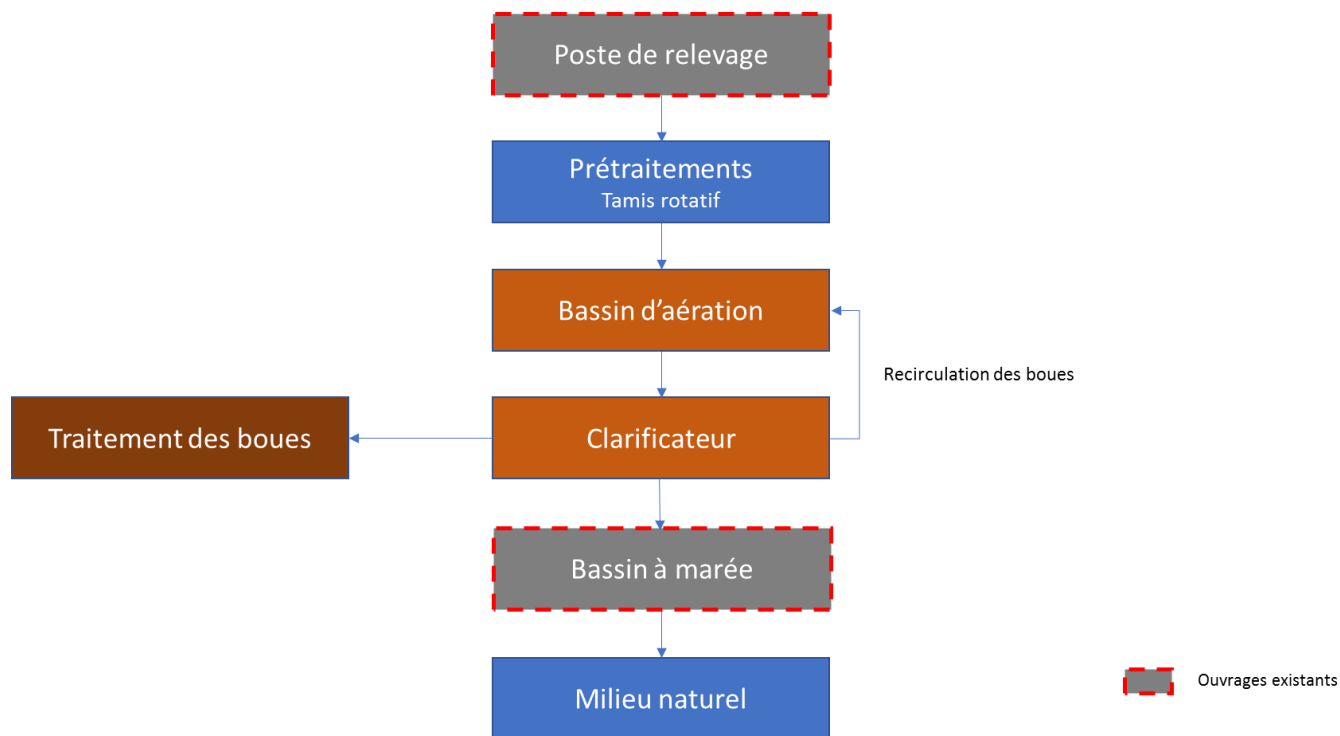 Poste de relevage
Prétraitements
Tamis rotatif
Bassin d'aération
Recirculation des boues
Traitement des boues
Clarificateur
Bassin à marée
Milieu naturel
Ouvrages existants